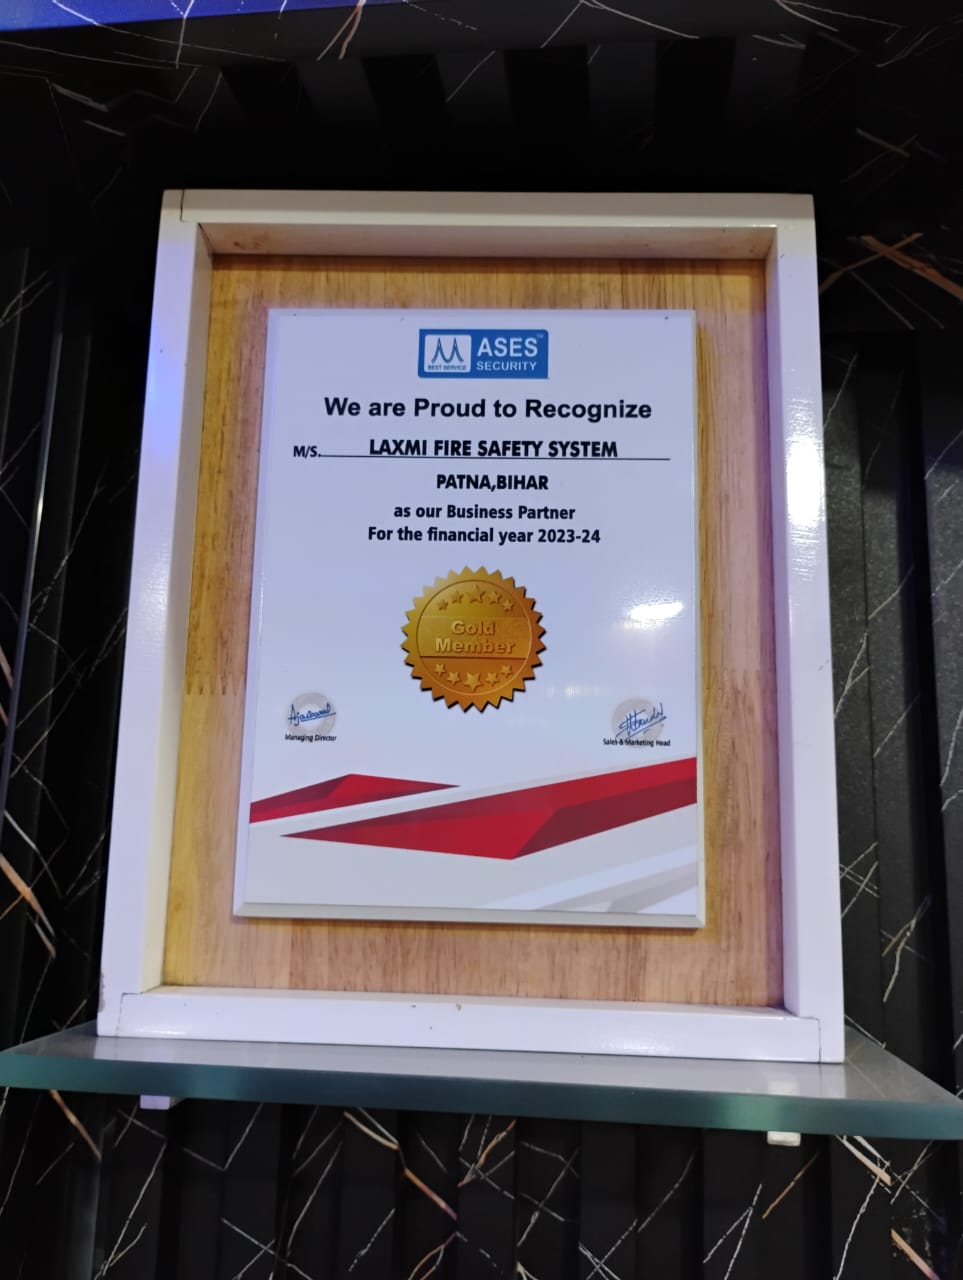 ASES™
SECURITY
BEST SERVICE
We are Proud to Recognize
M/S. LAXMI FIRE SAFETY SYSTEM
PATNA,BIHAR
as our Business Partner
For the financial year 2023-24
Gold
Member
Managing Director
Sales & Marketing Head